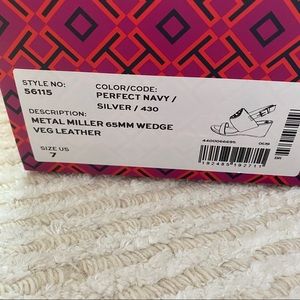 STYLE NO:
56115
COLOR/CODE:
PERFECT NAVY /
SILVER / 430
DESCRIPTION:
METAL MILLER 65MM WEDGE
VEG LEATHER
SIZE US
7
192485192711